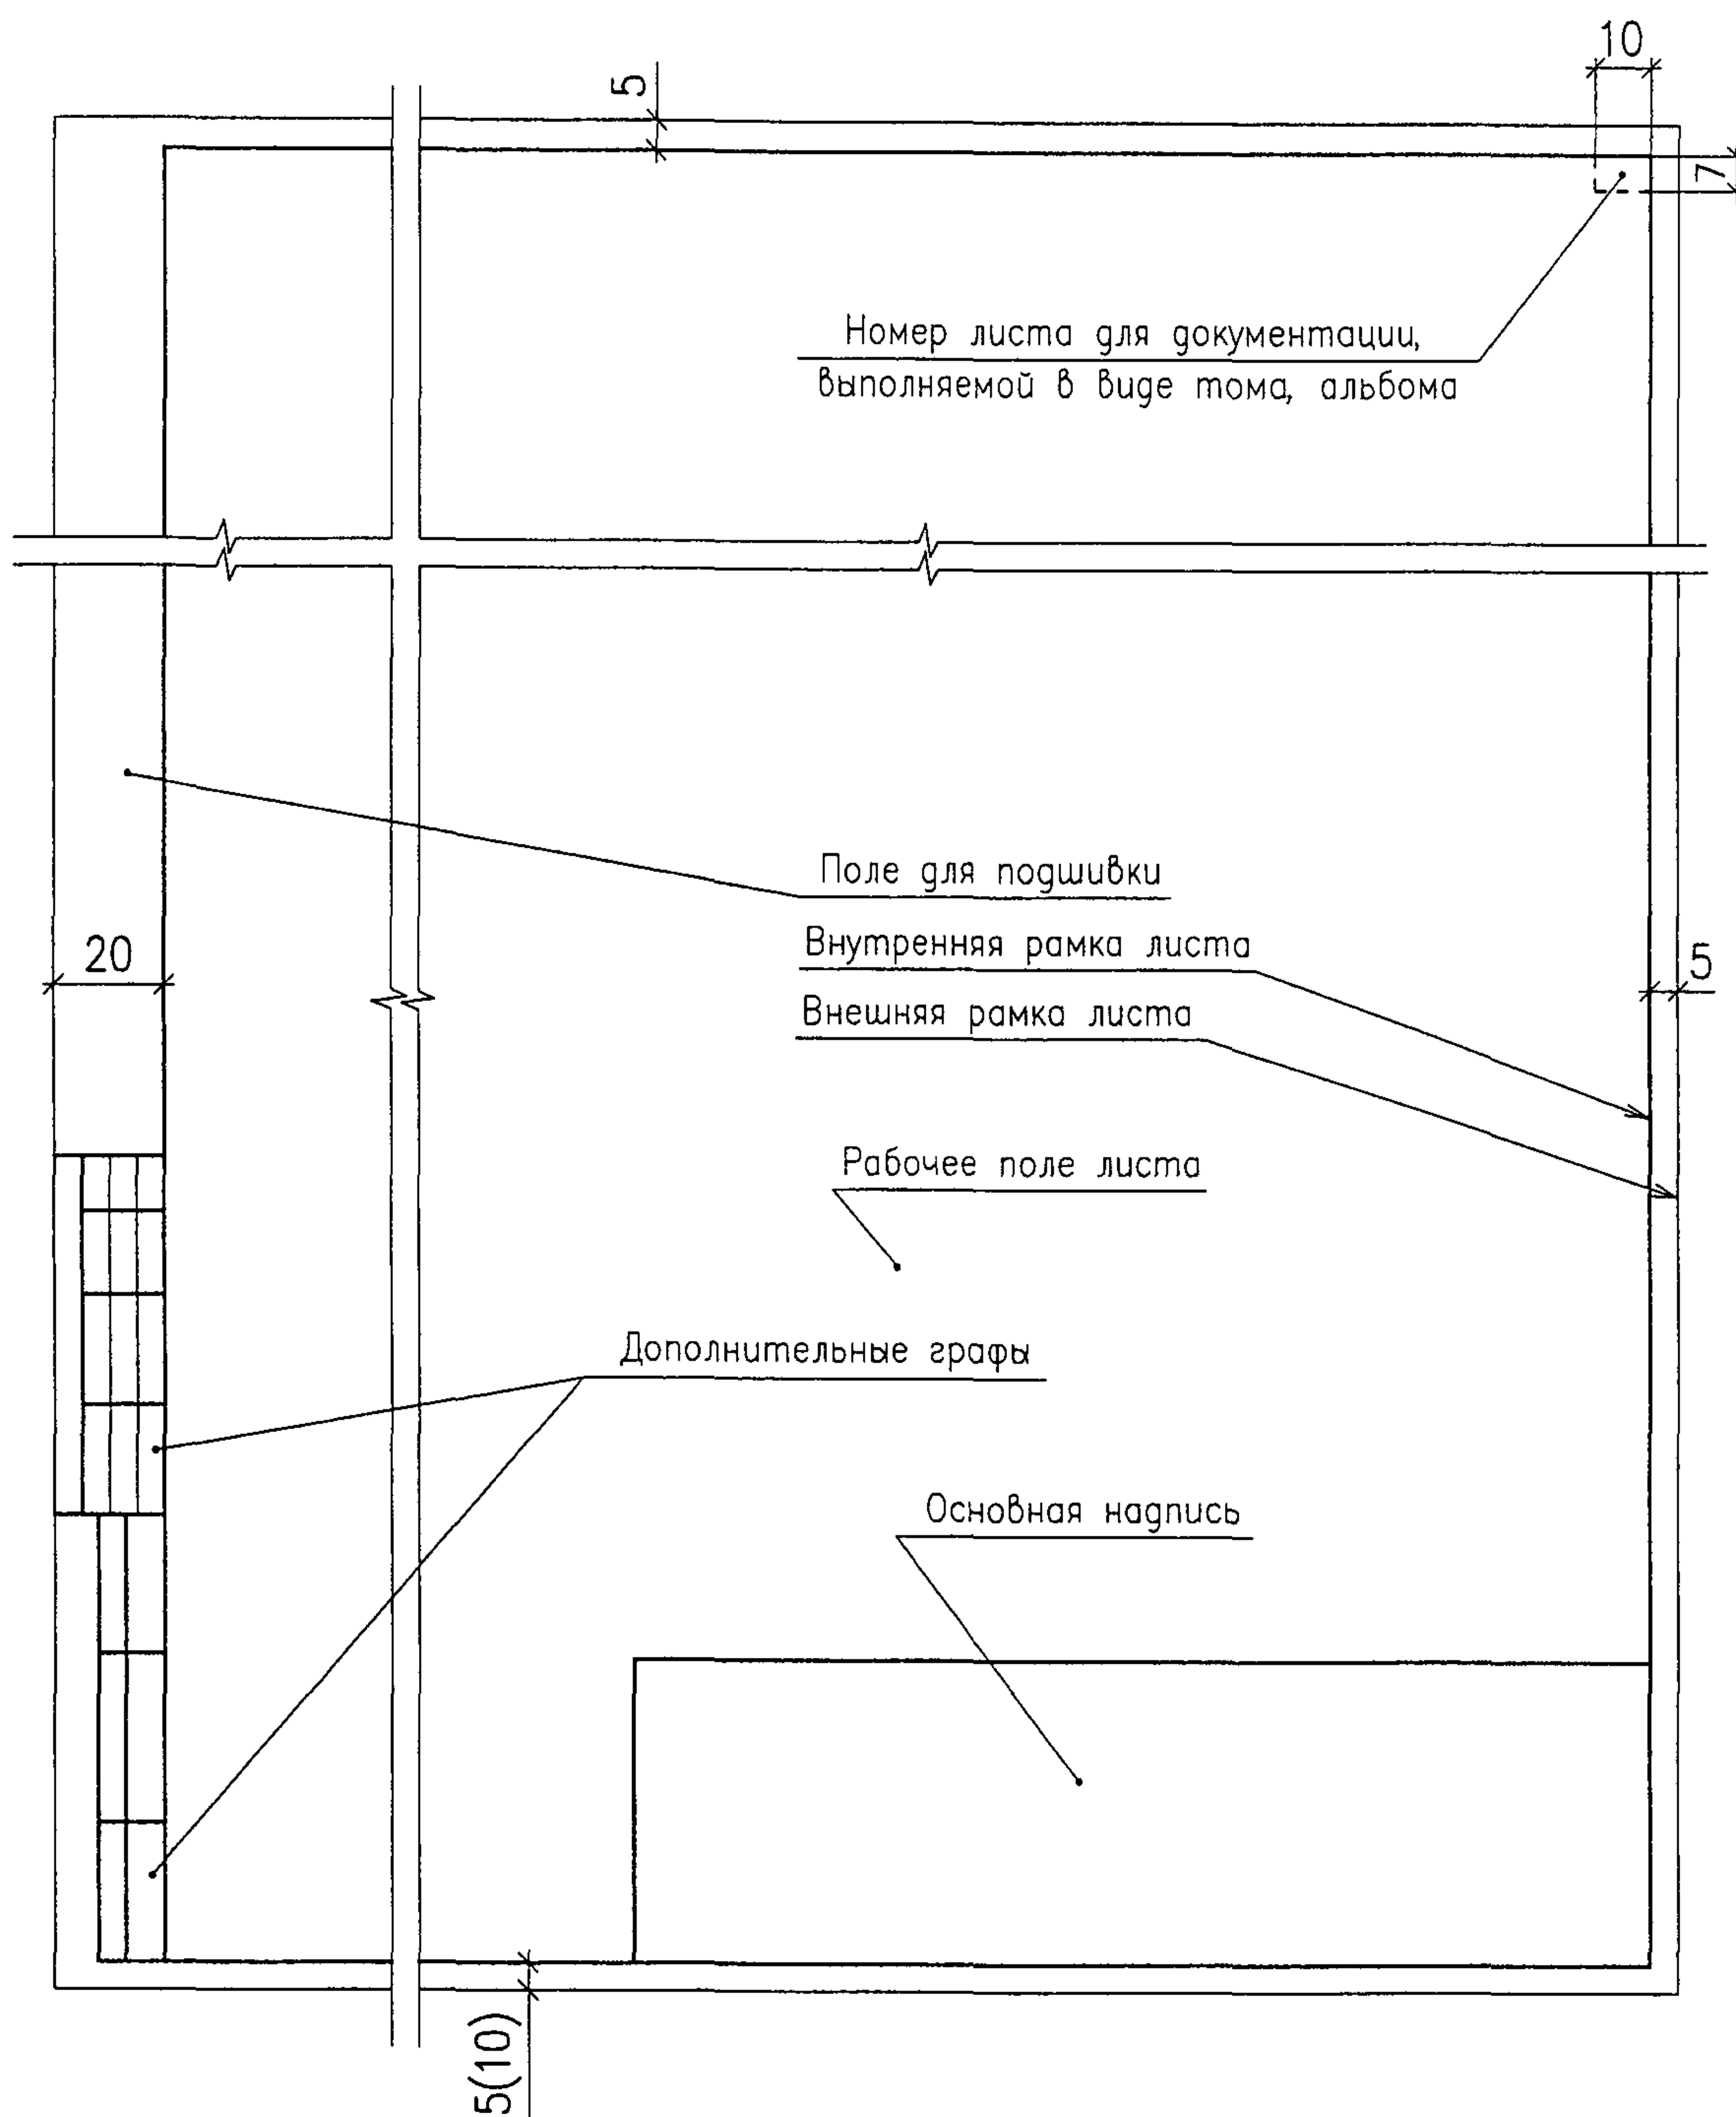 10
5
7
Номер листа для документации,
выполняемой в виде тома, альбома
Поле для подшивки
20
Внутренняя рамка листа
5
Внешняя рамка листа
Рабочее поле листа
Дополнительные графы
Основная надпись
5(10)